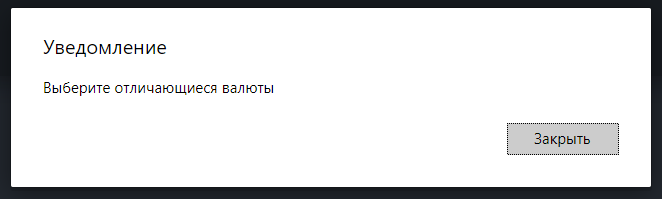 Уведомление
Выберите отличающиеся валюты
Закрыть